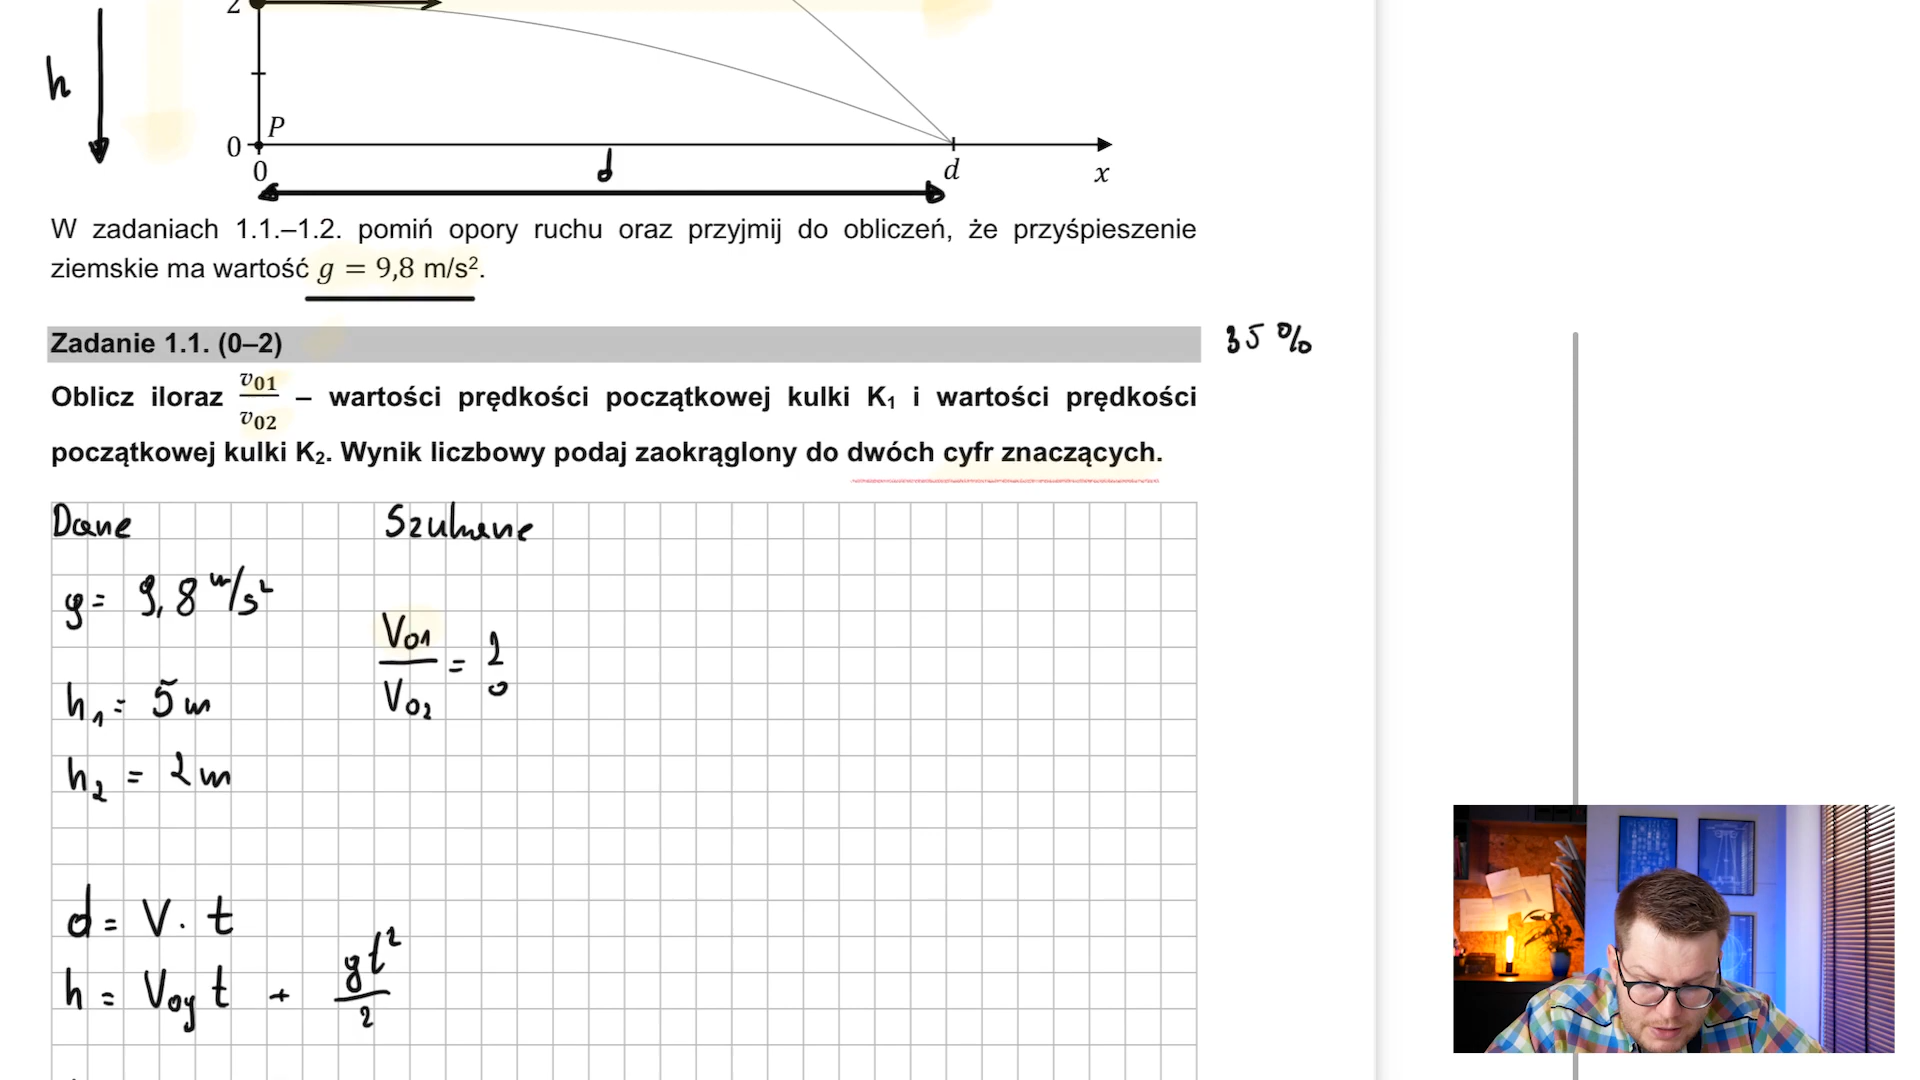 2
h
P
0
0
d
d
x
W zadaniach 1.1.–1.2. pomiń opory ruchu oraz przyjmij do obliczeń, że przyśpieszenie
ziemskie ma wartość g = 9,8 m/s².
Zadanie 1.1. (0–2)
35 %
Oblicz iloraz v₀₁/v₀₂ – wartości prędkości początkowej kulki K₁ i wartości prędkości
początkowej kulki K₂. Wynik liczbowy podaj zaokrąglony do dwóch cyfr znaczących.
Dane Szukane
g = 9,8 m/s²
V₀₁/V₀₂ = ?
h₁ = 5 m
h₂ = 2 m
d = V · t
h = V₀y t + gt²/2